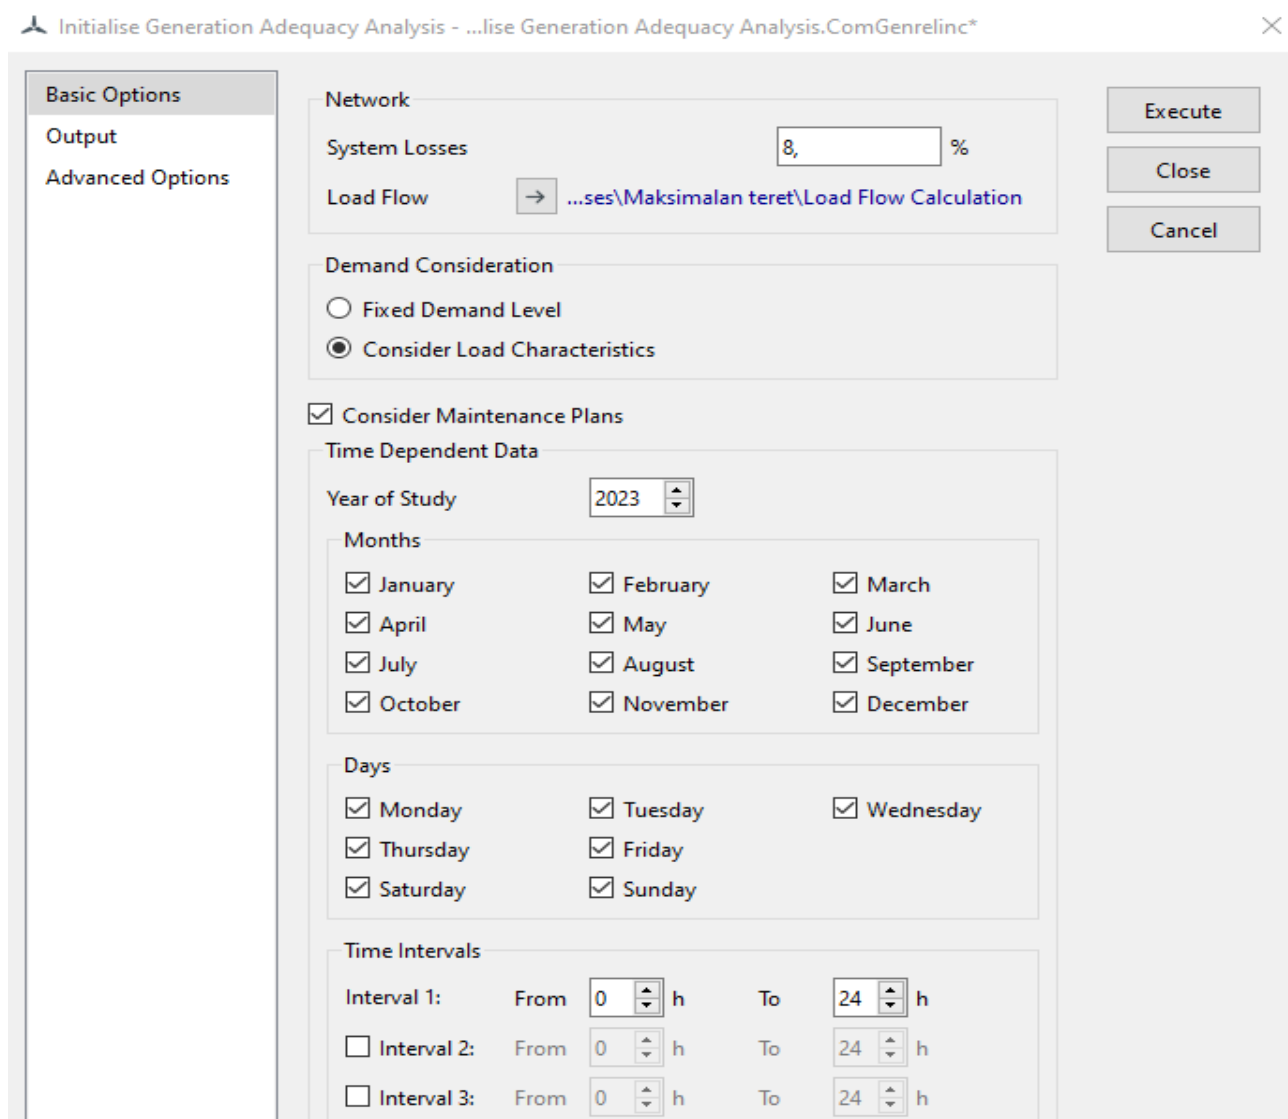 Initialise Generation Adequacy Analysis - ...lise Generation Adequacy Analysis.ComGenrelinc*
Basic Options
Output
Advanced Options
Network
System Losses 8, %
Load Flow ...ses\Maksimalan teret\Load Flow Calculation
Execute
Close
Cancel
Demand Consideration
Fixed Demand Level
Consider Load Characteristics
Consider Maintenance Plans
Time Dependent Data
Year of Study 2023
Months
January February March
April May June
July August September
October November December
Days
Monday Tuesday Wednesday
Thursday Friday
Saturday Sunday
Time Intervals
Interval 1: From 0 h To 24 h
Interval 2: From 0 h To 24 h
Interval 3: From 0 h To 24 h